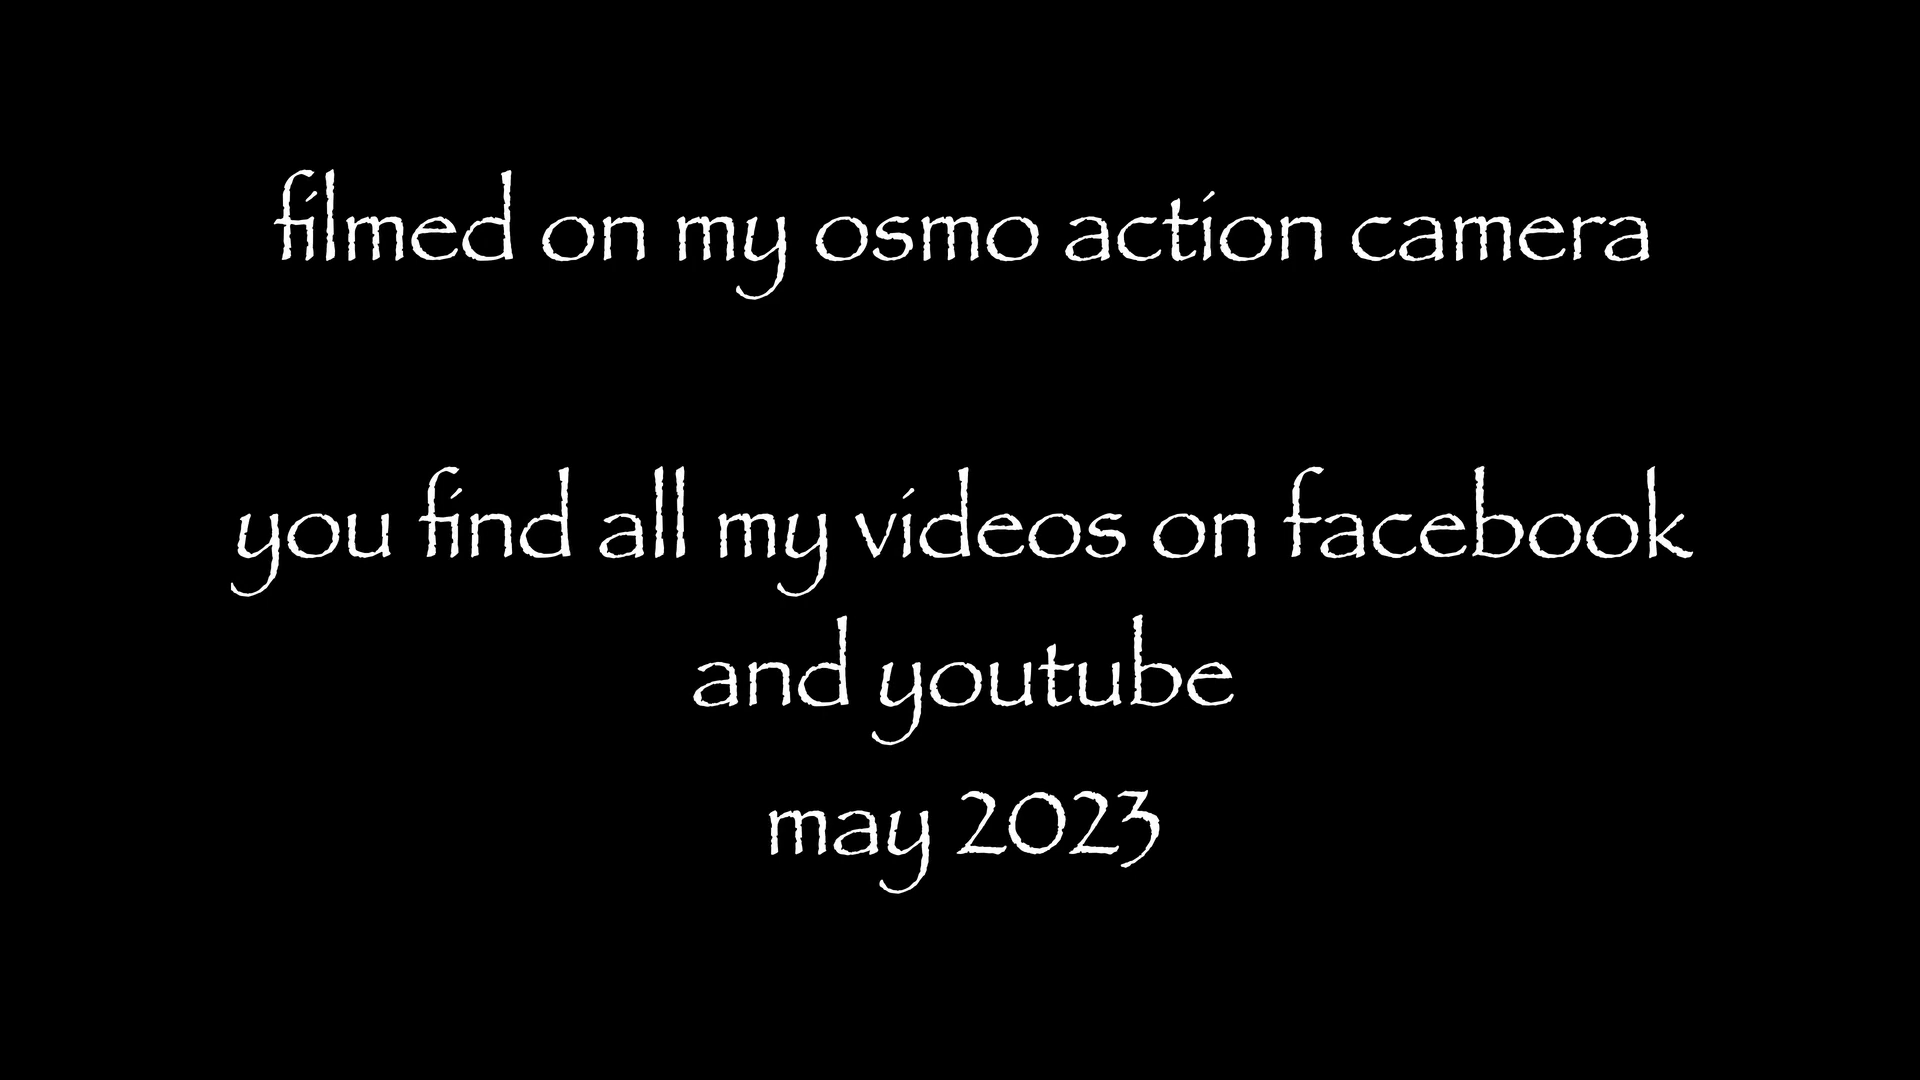 filmed on my osmo action camera
you find all my videos on facebook
and youtube
may 2023